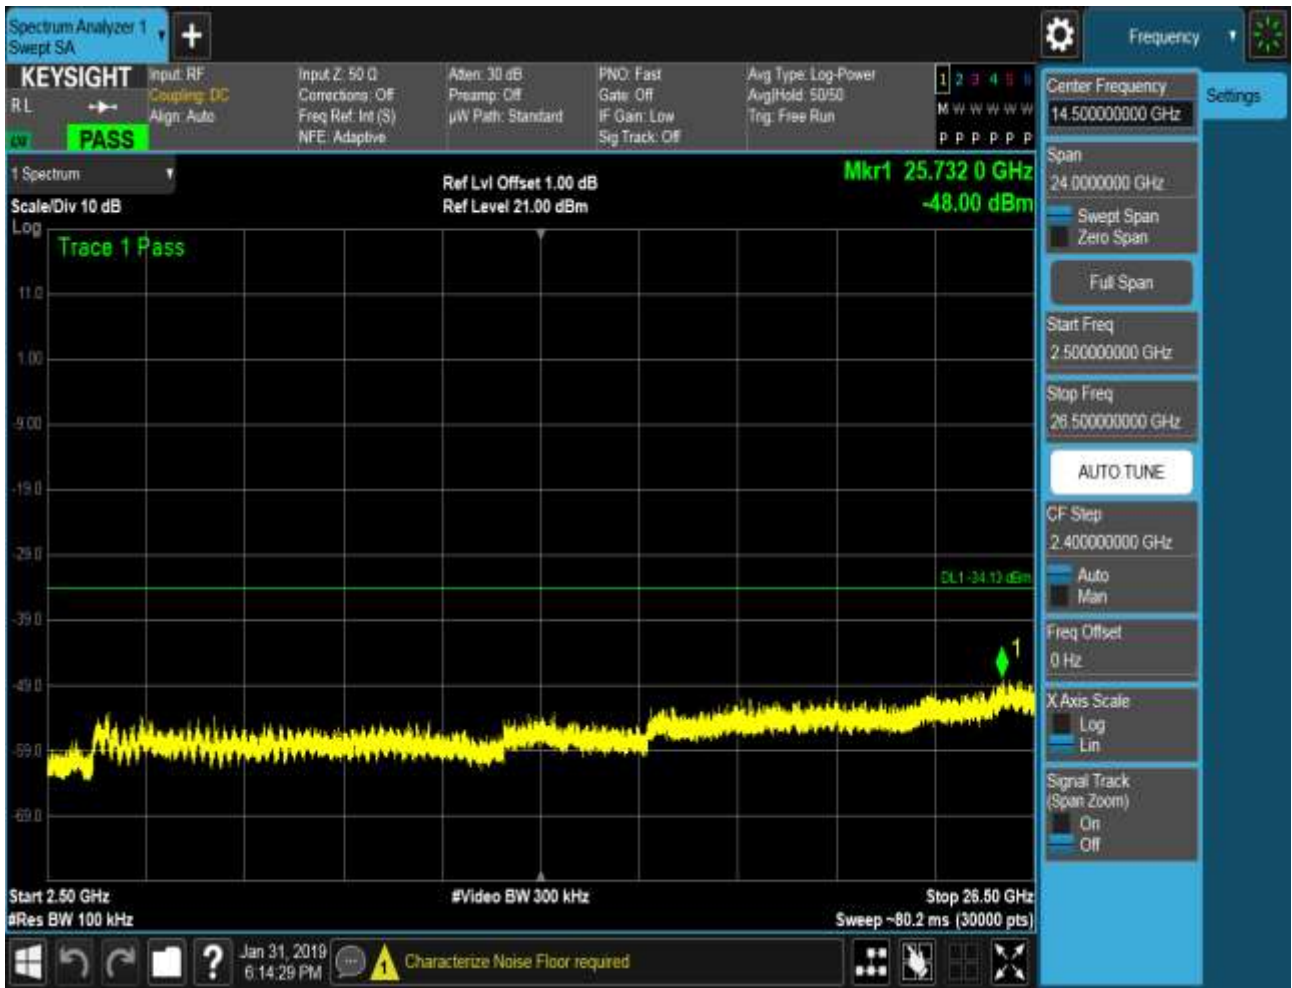 Spectrum Analyzer 1
Swept SA
Frequency
KEYSIGHT
R L
PASS
Input: RF
Coupling: DC
Align: Auto
Input Z: 50 Ω
Corrections: Off
Freq Ref: Int (S)
NFE: Adaptive
Atten: 30 dB
Preamp: Off
µW Path: Standard
PNO: Fast
Gate: Off
IF Gain: Low
Sig Track: Off
Avg Type: Log-Power
Avg|Hold: 50/50
Trig: Free Run
1 2 3 4 5 6
M W W W W W
P P P P P P
1 Spectrum
Scale/Div 10 dB
Log
Ref Lvl Offset 1.00 dB
Ref Level 21.00 dBm
Mkr1 25.732 0 GHz
-48.00 dBm
Trace 1 Pass
11.0
1.00
-9.00
-19.0
-29.0
DL1 -34.13 dBm
-39.0
1
-49.0
-59.0
-69.0
Start 2.50 GHz
#Res BW 100 kHz
#Video BW 300 kHz
Stop 26.50 GHz
Sweep ~80.2 ms (30000 pts)
Center Frequency
14.500000000 GHz
Settings
Span
24.0000000 GHz
Swept Span
Zero Span
Full Span
Start Freq
2.500000000 GHz
Stop Freq
26.500000000 GHz
AUTO TUNE
CF Step
2.400000000 GHz
Auto
Man
Freq Offset
0 Hz
X Axis Scale
Log
Lin
Signal Track
(Span Zoom)
On
Off
?
Jan 31, 2019
6:14:29 PM
1
Characterize Noise Floor required